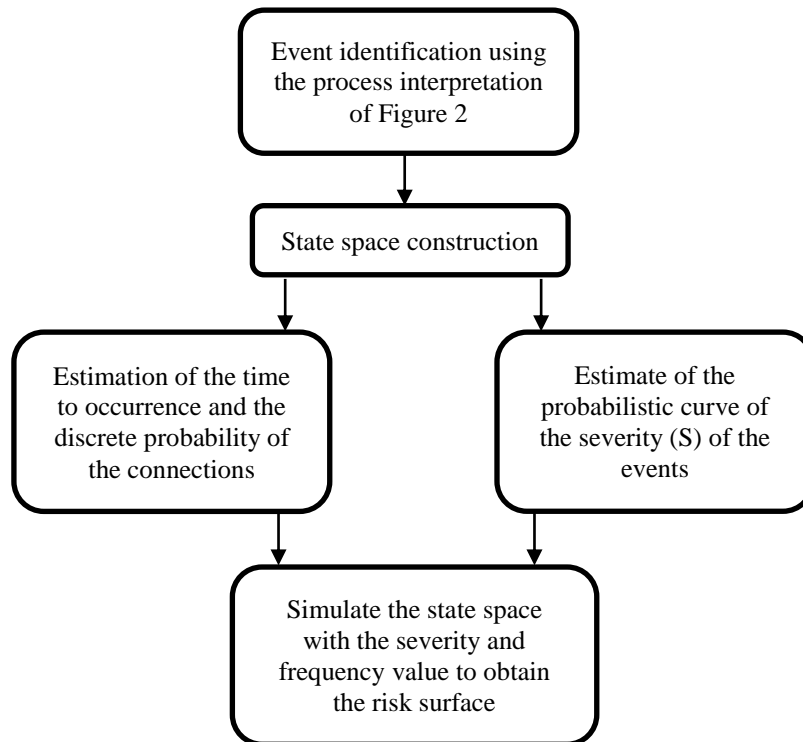 Event identification using
the process interpretation
of Figure 2
State space construction
Estimation of the time
to occurrence and the
discrete probability of
the connections
Estimate of the
probabilistic curve of
the severity (S) of the
events
Simulate the state space
with the severity and
frequency value to obtain
the risk surface